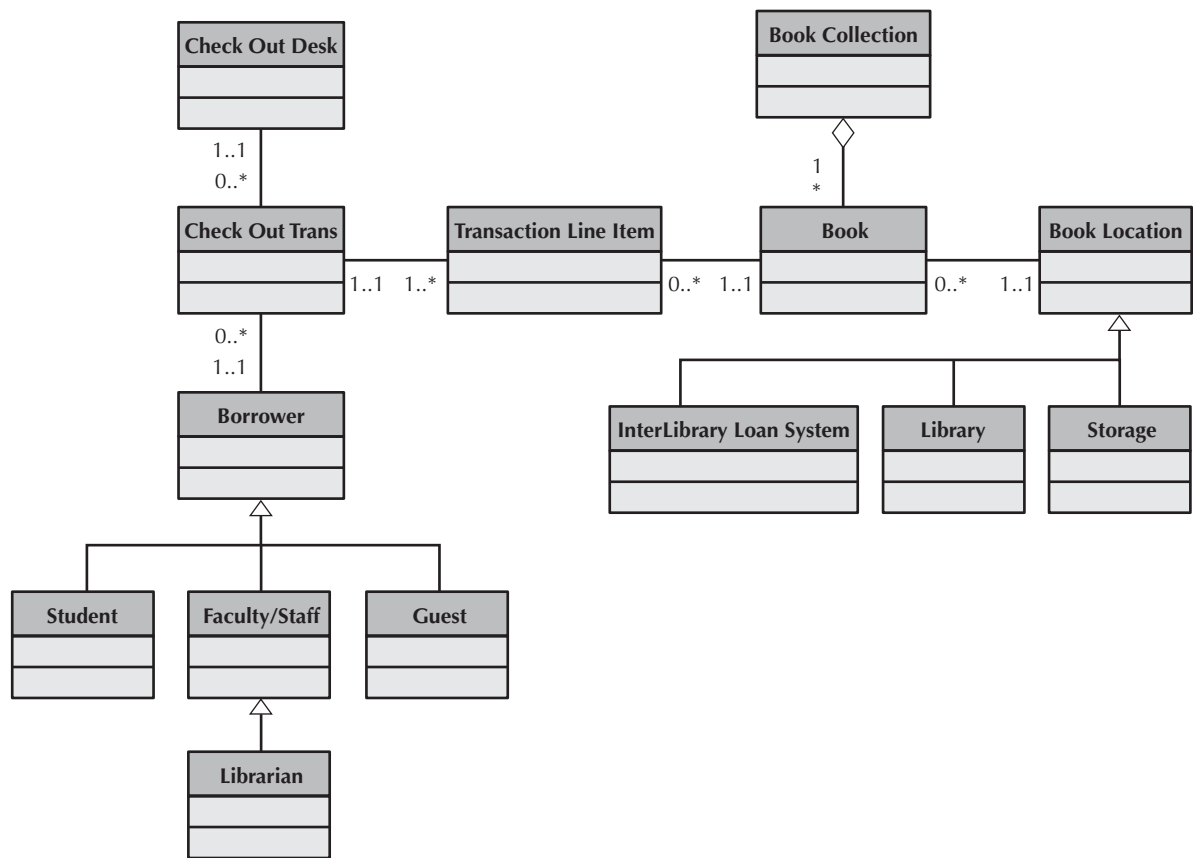 Check Out Desk
Book Collection
1..1
0..*
1
*
Check Out Trans
Transaction Line Item
Book
Book Location
1..1
1..*
0..*
1..1
0..*
1..1
0..*
1..1
Borrower
InterLibrary Loan System
Library
Storage
Student
Faculty/Staff
Guest
Librarian